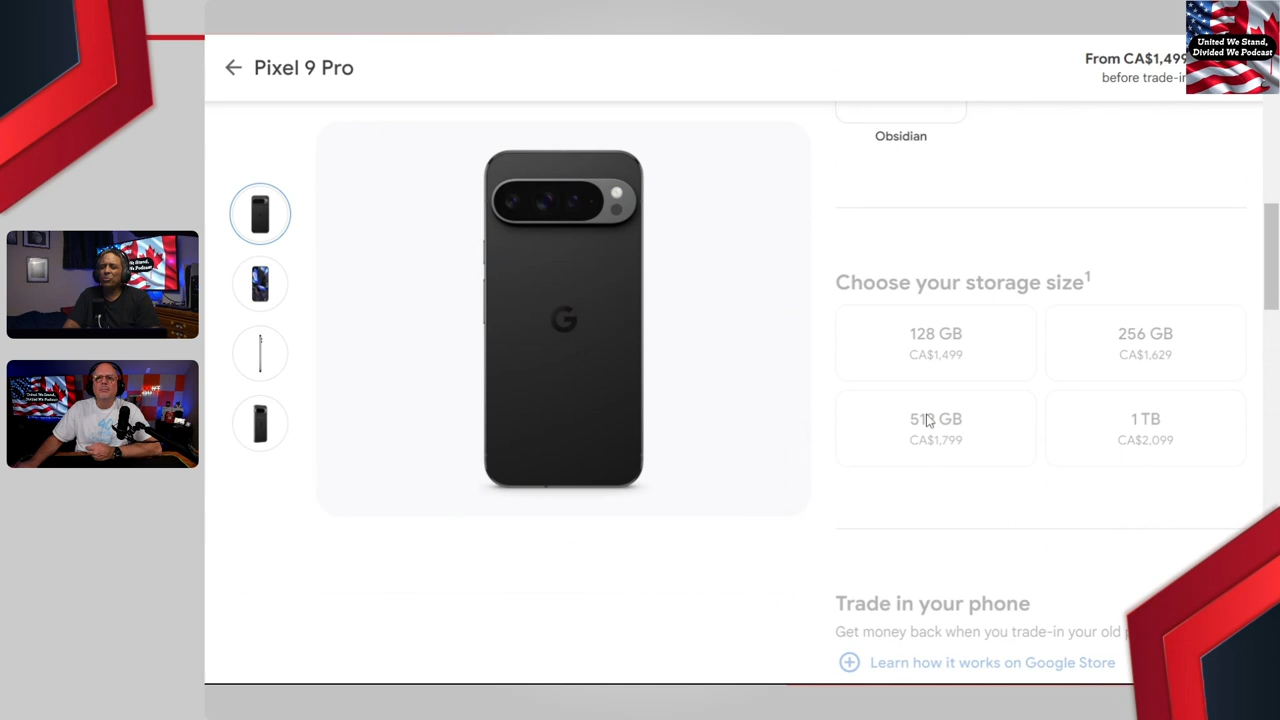 Pixel 9 Pro
From CA$1,499
before trade-in
United We Stand,
Divided We Podcast
Obsidian
Choose your storage size1
128 GB
CA$1,499
256 GB
CA$1,629
512 GB
CA$1,799
1 TB
CA$2,099
Trade in your phone
Get money back when you trade-in your old
Learn how it works on Google Store